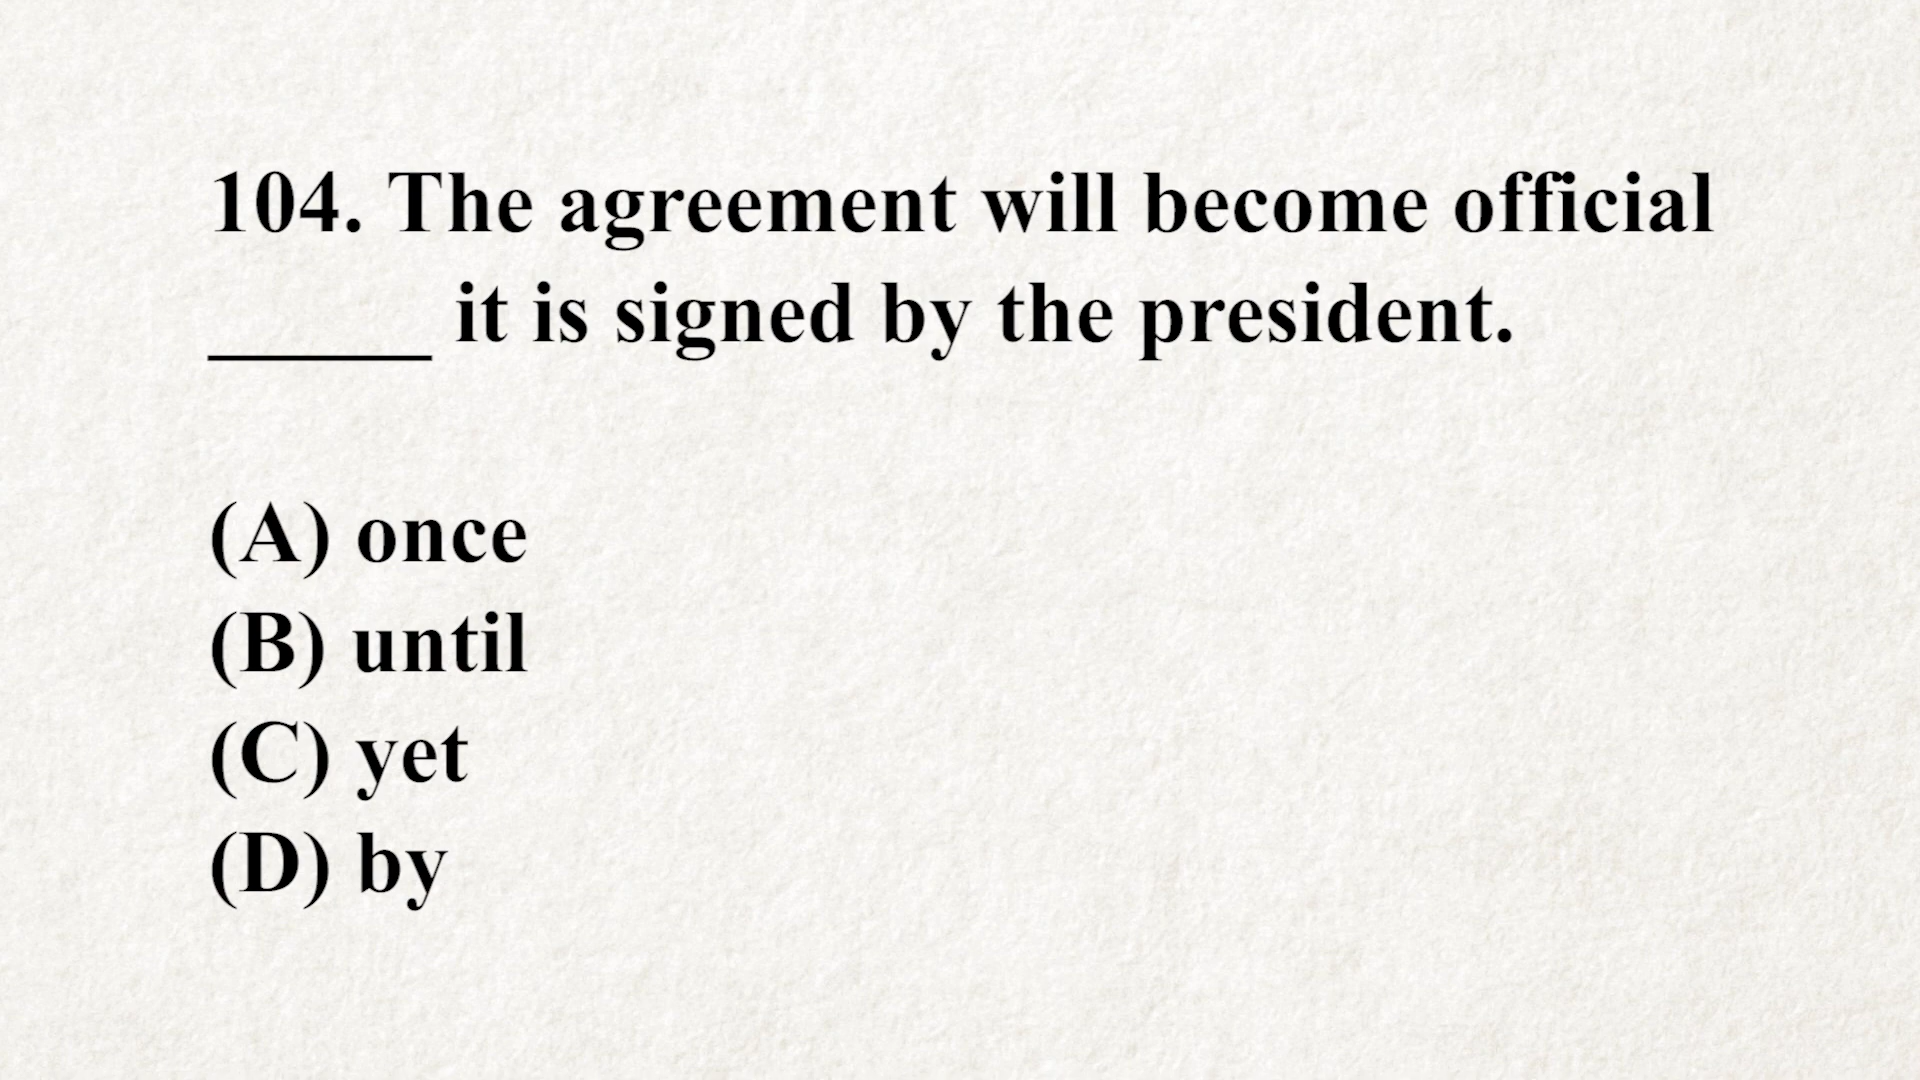 104. The agreement will become official
_____ it is signed by the president.
(A) once
(B) until
(C) yet
(D) by